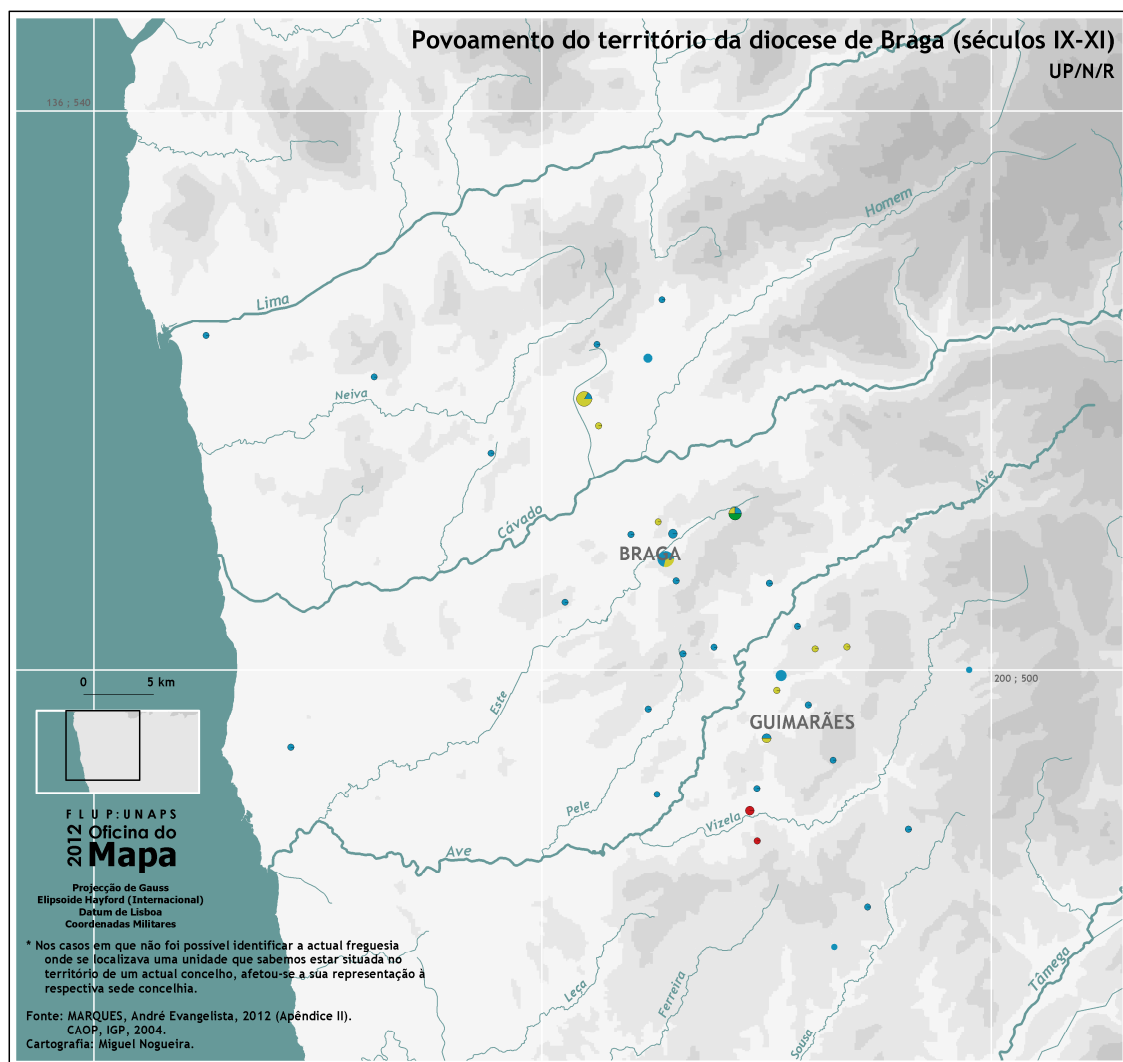 Povoamento do território da diocese de Braga (séculos IX-XI)
UP/N/R
136 ; 540
Homem
Lima
Neiva
Ave
Cávado
BRAGA
200 ; 500
0 5 km
Este
GUIMARÃES
Pele
Vizela
Ave
FLUP:UNAPS
2012 Oficina do
Mapa
Projecção de Gauss
Elipsoide Hayford (Internacional)
Datum de Lisboa
Coordenadas Militares
* Nos casos em que não foi possível identificar a actual freguesia
onde se localizava uma unidade que sabemos estar situada no
território de um actual concelho, afetou-se a sua representação à
respectiva sede concelhia.
Leça
Ferreira
Tâmega
Sousa
Fonte: MARQUES, André Evangelista, 2012 (Apêndice II).
CAOP, IGP, 2004.
Cartografia: Miguel Nogueira.